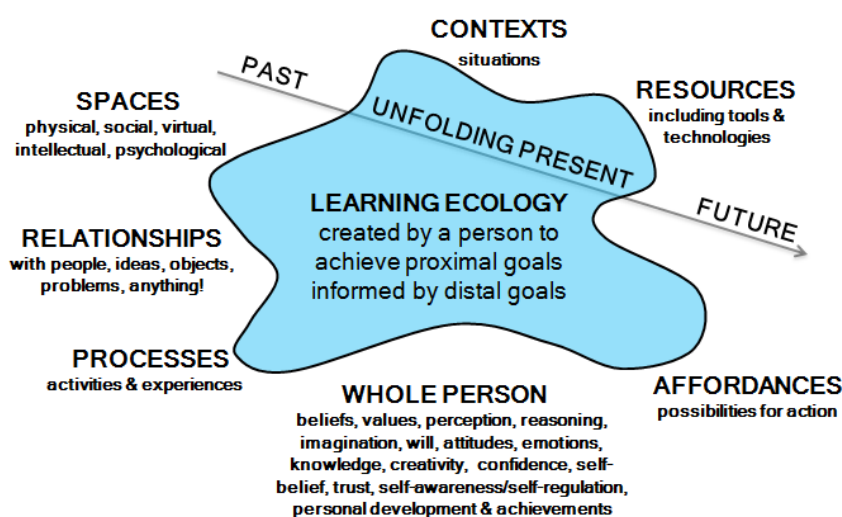 CONTEXTS
situations
PAST
UNFOLDING PRESENT
FUTURE
RESOURCES
including tools &
technologies
SPACES
physical, social, virtual,
intellectual, psychological
LEARNING ECOLOGY
created by a person to
achieve proximal goals
informed by distal goals
RELATIONSHIPS
with people, ideas, objects,
problems, anything!
PROCESSES
activities & experiences
WHOLE PERSON
beliefs, values, perception, reasoning,
imagination, will, attitudes, emotions,
knowledge, creativity, confidence, self-
belief, trust, self-awareness/self-regulation,
personal development & achievements
AFFORDANCES
possibilities for action